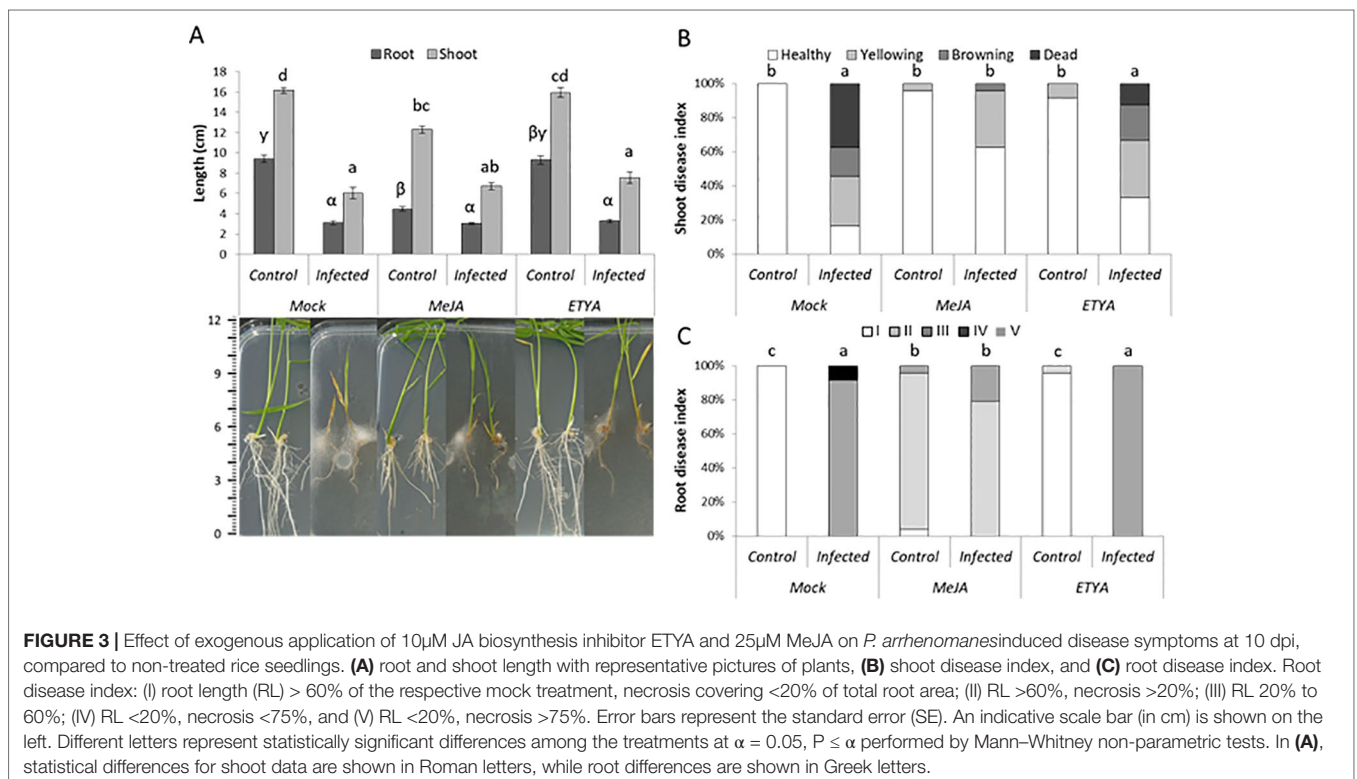 A
Root Shoot
d
cd
bc
γ
βγ
a
ab
a
β
α
α
α
Length (cm)
18
16
14
12
10
8
6
4
2
0
Control Infected Control Infected Control Infected
Mock MeJA ETYA
12
9
6
3
0
B
Healthy Yellowing Browning Dead
b a b b b a
Shoot disease index
100%
80%
60%
40%
20%
0%
Control Infected Control Infected Control Infected
Mock MeJA ETYA
C
I II III IV V
c a b b c a
Root disease index
100%
80%
60%
40%
20%
0%
Control Infected Control Infected Control Infected
Mock MeJA ETYA
FIGURE 3 | Effect of exogenous application of 10μM JA biosynthesis inhibitor ETYA and 25μM MeJA on P. arrhenomanesinduced disease symptoms at 10 dpi,
compared to non-treated rice seedlings. (A) root and shoot length with representative pictures of plants, (B) shoot disease index, and (C) root disease index. Root
disease index: (I) root length (RL) > 60% of the respective mock treatment, necrosis covering <20% of total root area; (II) RL >60%, necrosis >20%; (III) RL 20% to
60%; (IV) RL <20%, necrosis <75%, and (V) RL <20%, necrosis >75%. Error bars represent the standard error (SE). An indicative scale bar (in cm) is shown on the
left. Different letters represent statistically significant differences among the treatments at α = 0.05, P ≤ α performed by Mann–Whitney non-parametric tests. In (A),
statistical differences for shoot data are shown in Roman letters, while root differences are shown in Greek letters.